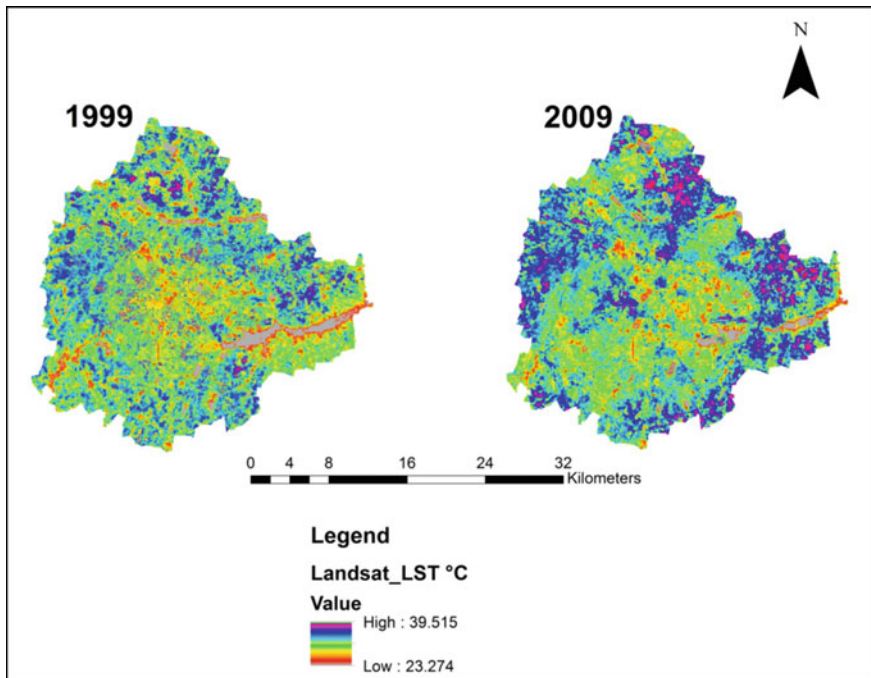 N
1999
2009
0 4 8 16 24 32
Kilometers
Legend
Landsat_LST °C
Value
High : 39.515
Low : 23.274